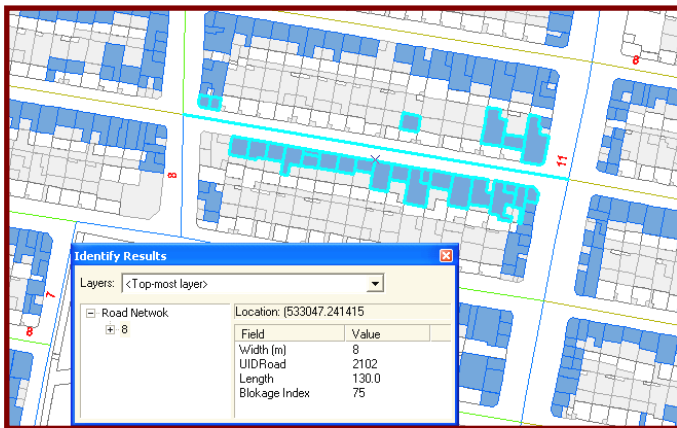 8
11
8
7
8
Identify Results
Layers: <Top-most layer>
Road Netwok
8
Location: (533047.241415
Field Value
Width (m) 8
UIDRoad 2102
Length 130.0
Blokage Index 75